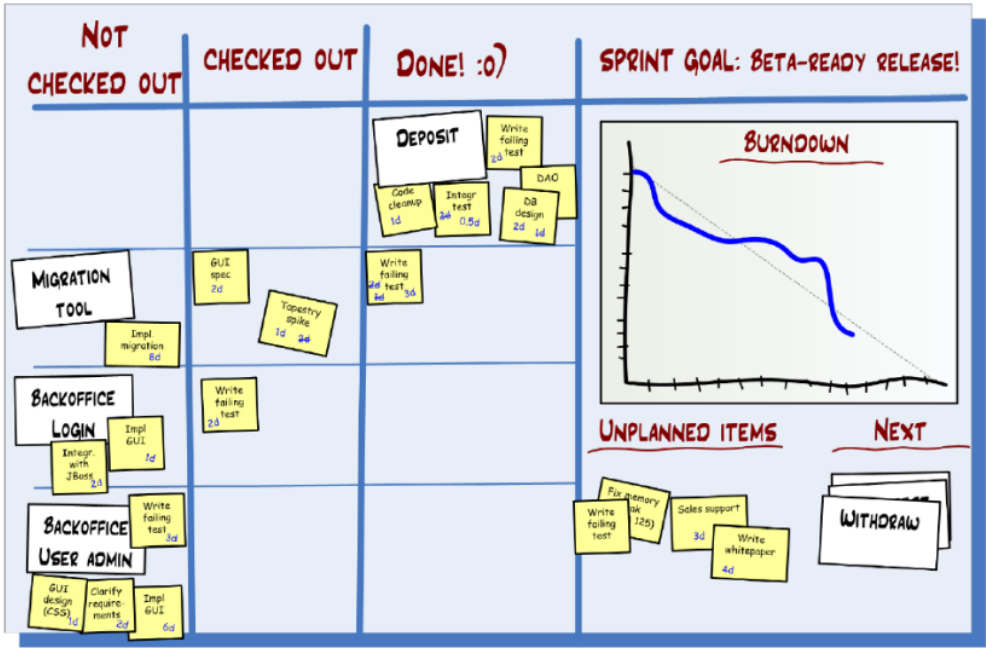 NOT
CHECKED OUT
CHECKED OUT
DONE! :o)
SPRINT GOAL: BETA-READY RELEASE!
DEPOSIT
Write
failing
test
2d
Code
cleanup
1d
Integr
test
2d 0.5d
DAO
DB
design
2d 1d
BURNDOWN
MIGRATION
TOOL
Impl.
migration
8d
GUI
spec
2d
Tapestry
spike
1d 2d
Write
failing
test
2d
3d
BACKOFFICE
LOGIN
Impl
GUI
1d
Integr.
with
JBoss
2d
Write
failing
test
2d
BACKOFFICE
USER ADMIN
Write
failing
test
3d
GUI
design
(CSS)
1d
Clarify
require-
ments
2d
Impl
GUI
6d
UNPLANNED ITEMS
Fix memory
125)
Write
failing
test
Sales support
3d
Write
whitepaper
4d
NEXT
WITHDRAW